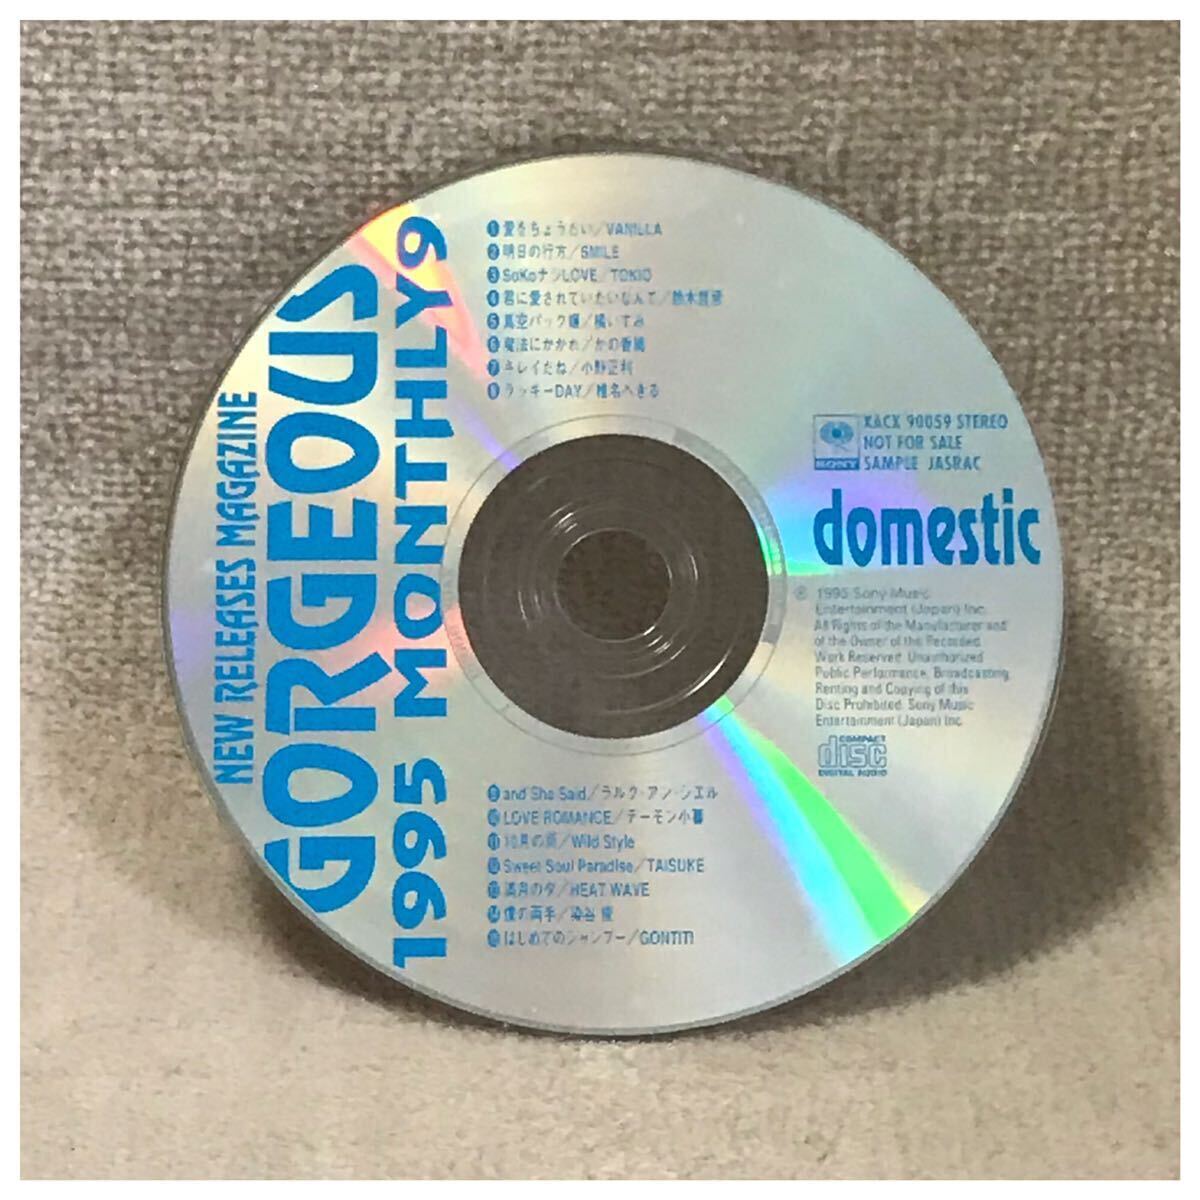 NEW RELEASES MAGAZINE
GORGEOUS
1995 MONTHLY 9
❶愛をちょうだい/VANILLA
❷明日の行方/SMILE
❸SoKoナシLOVE/TOKIO
❹君に愛されていたいなんて/鈴木
❺真空パック/橘いずみ
❻魔法にかかれ/かの香織
❼キレイだね/小野正利
❽ラッキーDAY/椎名へきる
SONY
KACX 90059 STEREO
NOT FOR SALE
SAMPLE JASRAC
domestic
Ⓟ 1995 Sony Music
Entertainment (Japan) Inc.
All Rights of the Manufacturer and
of the Owner of the Recorded
Work Reserved. Unauthorized
Public Performance, Broadcasting,
Renting and Copying of this
Disc Prohibited. Sony Music
Entertainment (Japan) Inc.
COMPACT
disc
DIGITAL AUDIO
❾and She Said/ラルク・アン・シエル
❿LOVE ROMANCE/デーモン小暮
⓫10月の雨/Wild Style
⓬Sweet Soul Paradise/TAISUKE
⓭満月の夕/HEAT WAVE
⓮僕の両手/染谷 俊
⓯はじめてのシャンプー/GONTITI